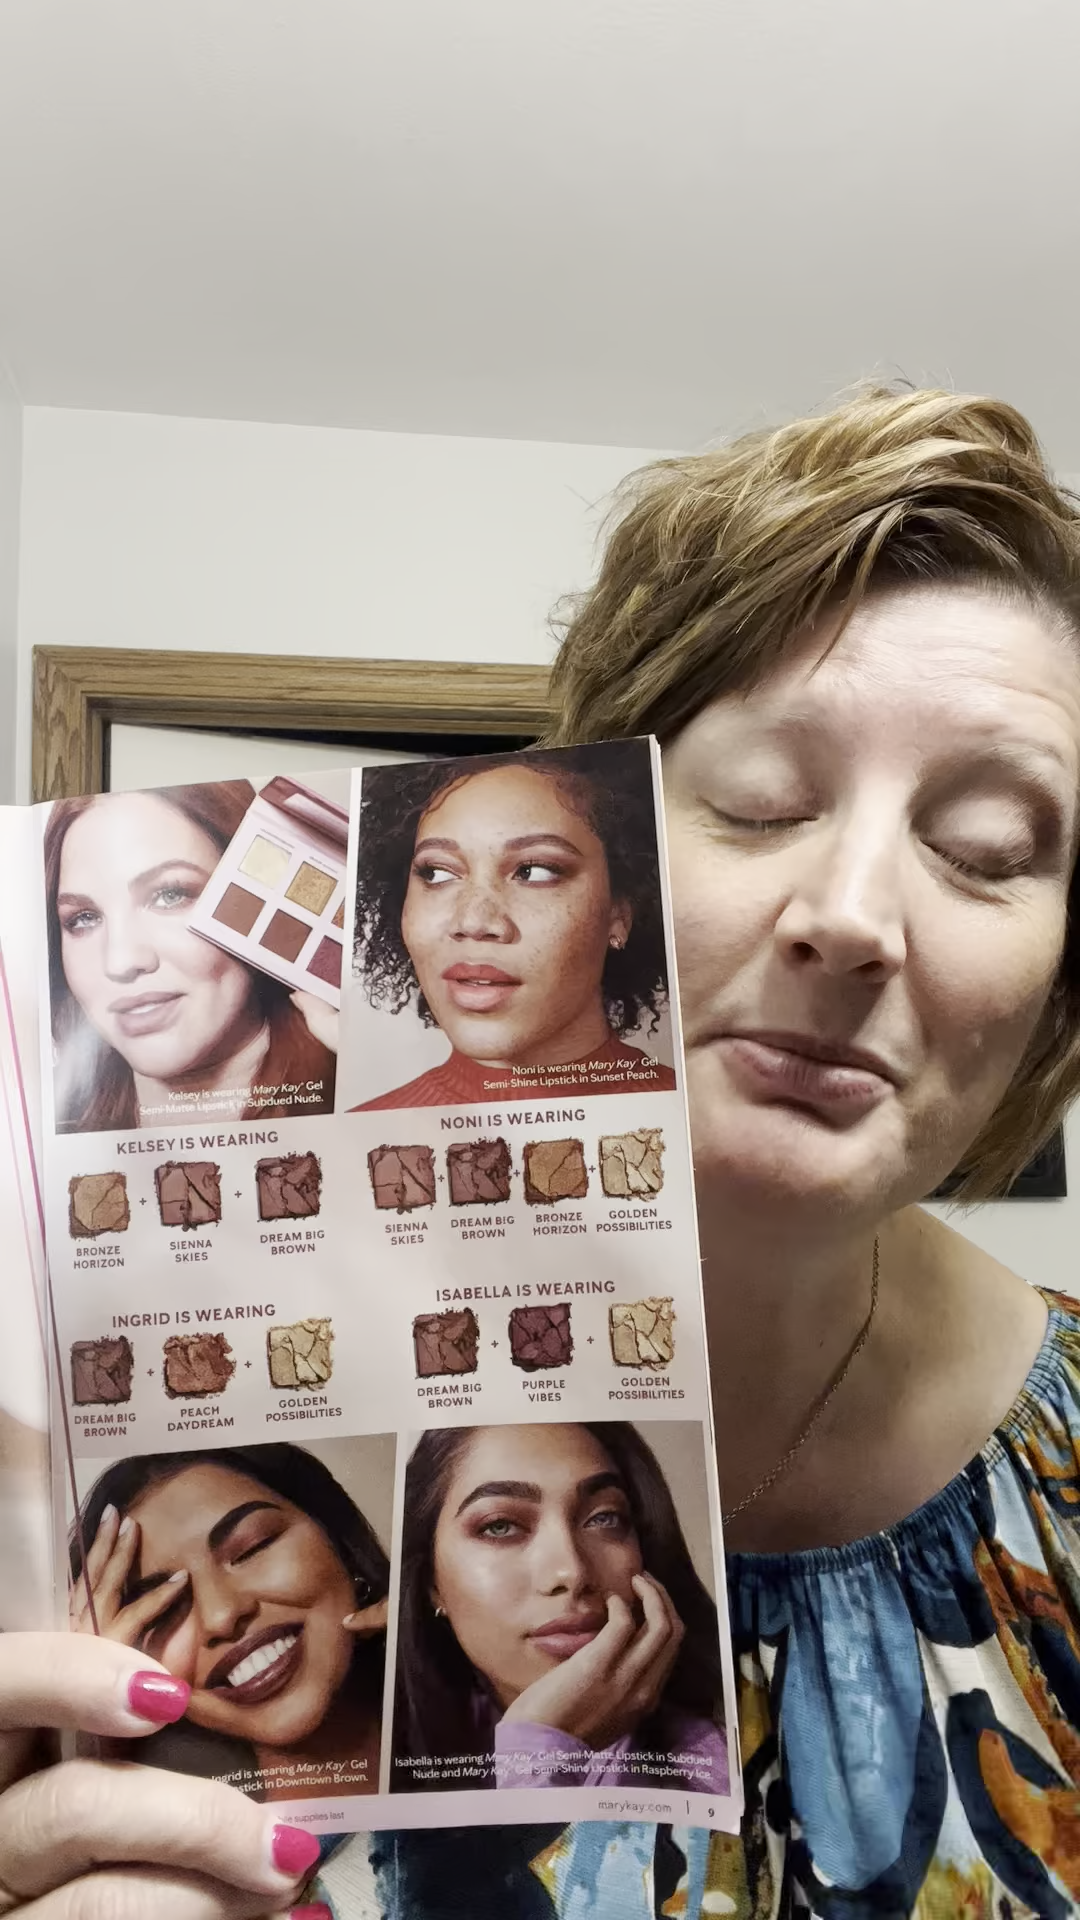 Kelsey is wearing Mary Kay® Gel
Semi-Matte Lipstick in Subdued Nude.
Noni is wearing Mary Kay® Gel
Semi-Shine Lipstick in Sunset Peach.
KELSEY IS WEARING
BRONZE
HORIZON
+
SIENNA
SKIES
+
DREAM BIG
BROWN
NONI IS WEARING
SIENNA
SKIES
+
DREAM BIG
BROWN
+
BRONZE
HORIZON
+
GOLDEN
POSSIBILITIES
INGRID IS WEARING
DREAM BIG
BROWN
+
PEACH
DAYDREAM
+
GOLDEN
POSSIBILITIES
ISABELLA IS WEARING
DREAM BIG
BROWN
+
PURPLE
VIBES
+
GOLDEN
POSSIBILITIES
Ingrid is wearing Mary Kay® Gel
in Downtown Brown.
Isabella is wearing Mary Kay® Gel Semi-Matte Lipstick in Subdued
Nude and Mary Kay® Gel Semi-Shine Lipstick in Raspberry Ice.
supplies last
marykay.com | 9